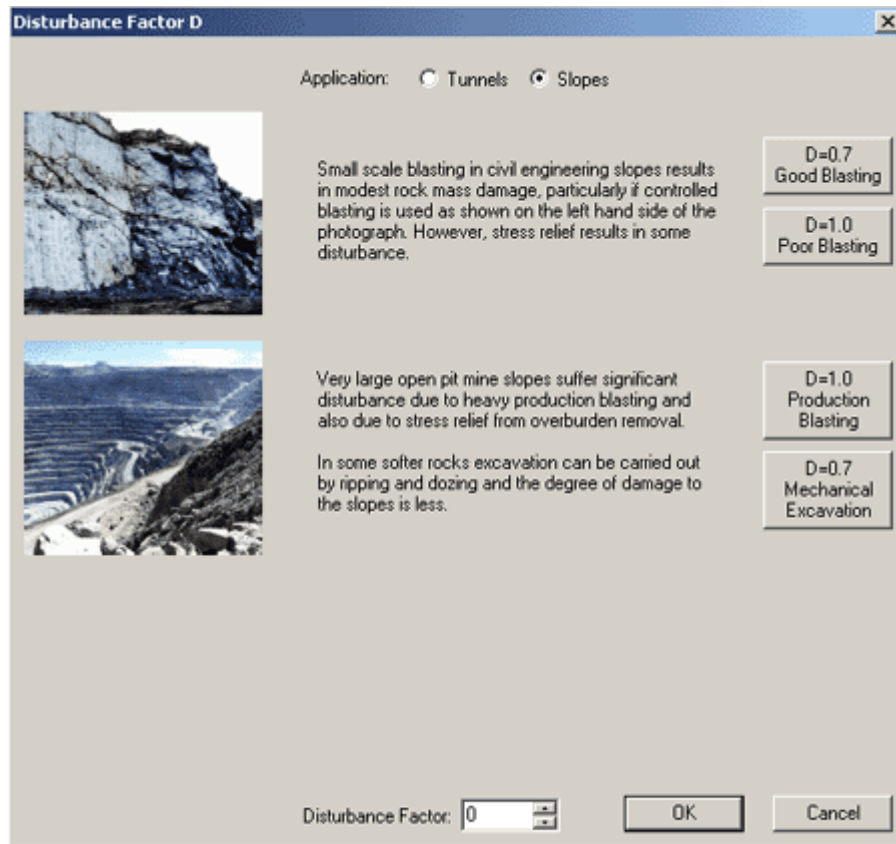 Disturbance Factor D
Application: Tunnels Slopes
Small scale blasting in civil engineering slopes results
in modest rock mass damage, particularly if controlled
blasting is used as shown on the left hand side of the
photograph. However, stress relief results in some
disturbance.
D=0.7
Good Blasting
D=1.0
Poor Blasting
Very large open pit mine slopes suffer significant
disturbance due to heavy production blasting and
also due to stress relief from overburden removal.
In some softer rocks excavation can be carried out
by ripping and dozing and the degree of damage to
the slopes is less.
D=1.0
Production
Blasting
D=0.7
Mechanical
Excavation
Disturbance Factor: 0
OK
Cancel